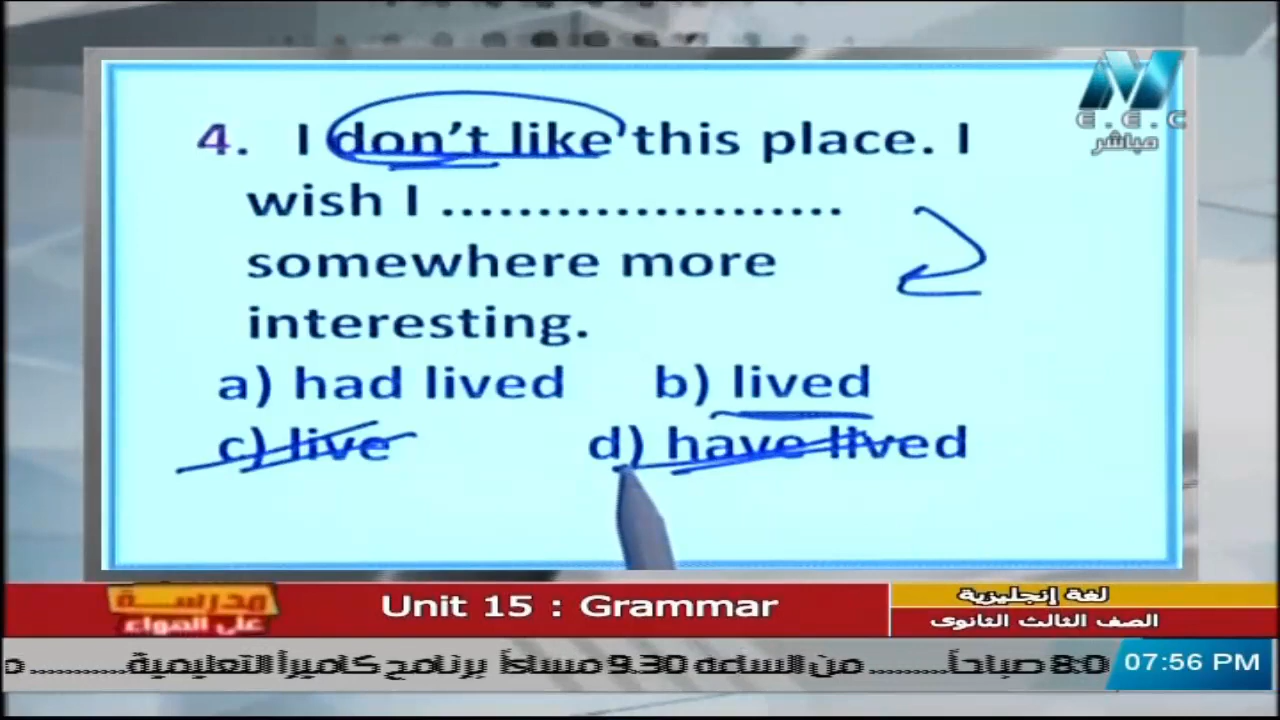 E.E.C
مباشر
4. I don't like this place. I
wish I .....................
somewhere more
interesting.
a) had lived b) lived
c) live d) have lived
مدرسة
على الهواء
Unit 15 : Grammar
لغة إنجليزية
الصف الثالث الثانوى
8:0 صباحاً........ من الساعه 9.30 مساءاً برنامج كاميرأ التعليمية............
07:56 PM